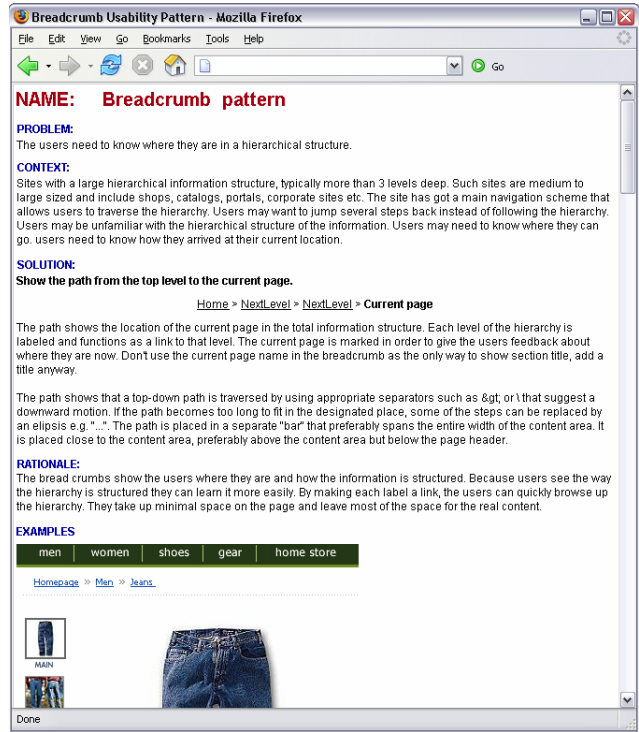 Breadcrumb Usability Pattern - Mozilla Firefox
File Edit View Go Bookmarks Tools Help
Go
NAME: Breadcrumb pattern
PROBLEM:
The users need to know where they are in a hierarchical structure.
CONTEXT:
Sites with a large hierarchical information structure, typically more than 3 levels deep. Such sites are medium to
large sized and include shops, catalogs, portals, corporate sites etc. The site has got a main navigation scheme that
allows users to traverse the hierarchy. Users may want to jump several steps back instead of following the hierarchy.
Users may be unfamiliar with the hierarchical structure of the information. Users may need to know where they can
go. users need to know how they arrived at their current location.
SOLUTION:
Show the path from the top level to the current page.
Home » NextLevel » NextLevel » Current page
The path shows the location of the current page in the total information structure. Each level of the hierarchy is
labeled and functions as a link to that level. The current page is marked in order to give the users feedback about
where they are now. Don't use the current page name in the breadcrumb as the only way to show section title, add a
title anyway.
The path shows that a top-down path is traversed by using appropriate separators such as &gt; or \ that suggest a
downward motion. If the path becomes too long to fit in the designated place, some of the steps can be replaced by
an elipsis e.g. "...". The path is placed in a separate "bar" that preferably spans the entire width of the content area. It
is placed close to the content area, preferably above the content area but below the page header.
RATIONALE:
The bread crumbs show the users where they are and how the information is structured. Because users see the way
the hierarchy is structured they can learn it more easily. By making each label a link, the users can quickly browse up
the hierarchy. They take up minimal space on the page and leave most of the space for the real content.
EXAMPLES
men women shoes gear home store
Homepage » Men » Jeans
MAIN
Done